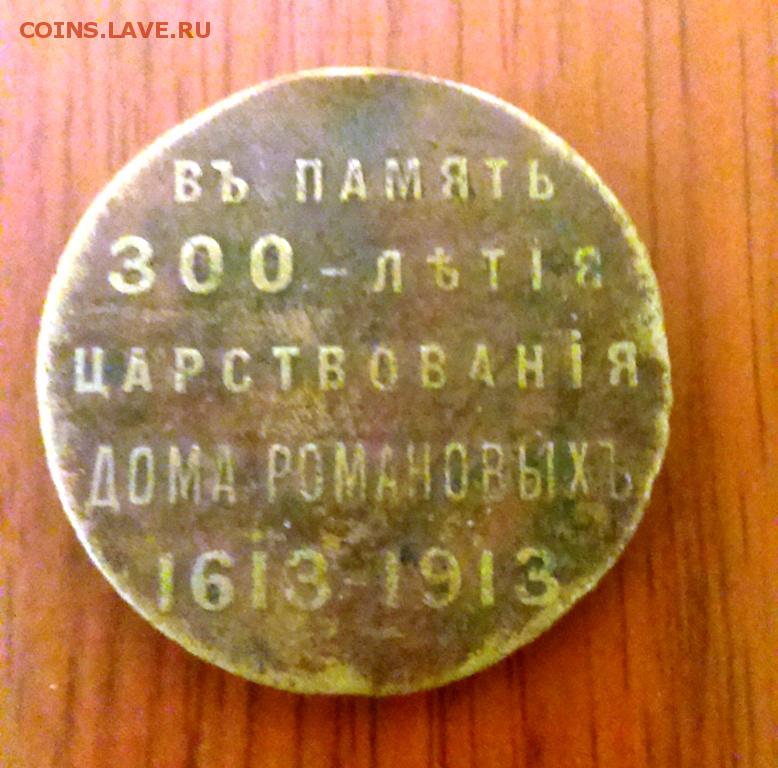 COINS.LAVE.RU
ВЪ ПАМЯТЬ
300-ЛѢТІЯ
ЦАРСТВОВАНІЯ
ДОМА РОМАНОВЫХЪ
1613-1913